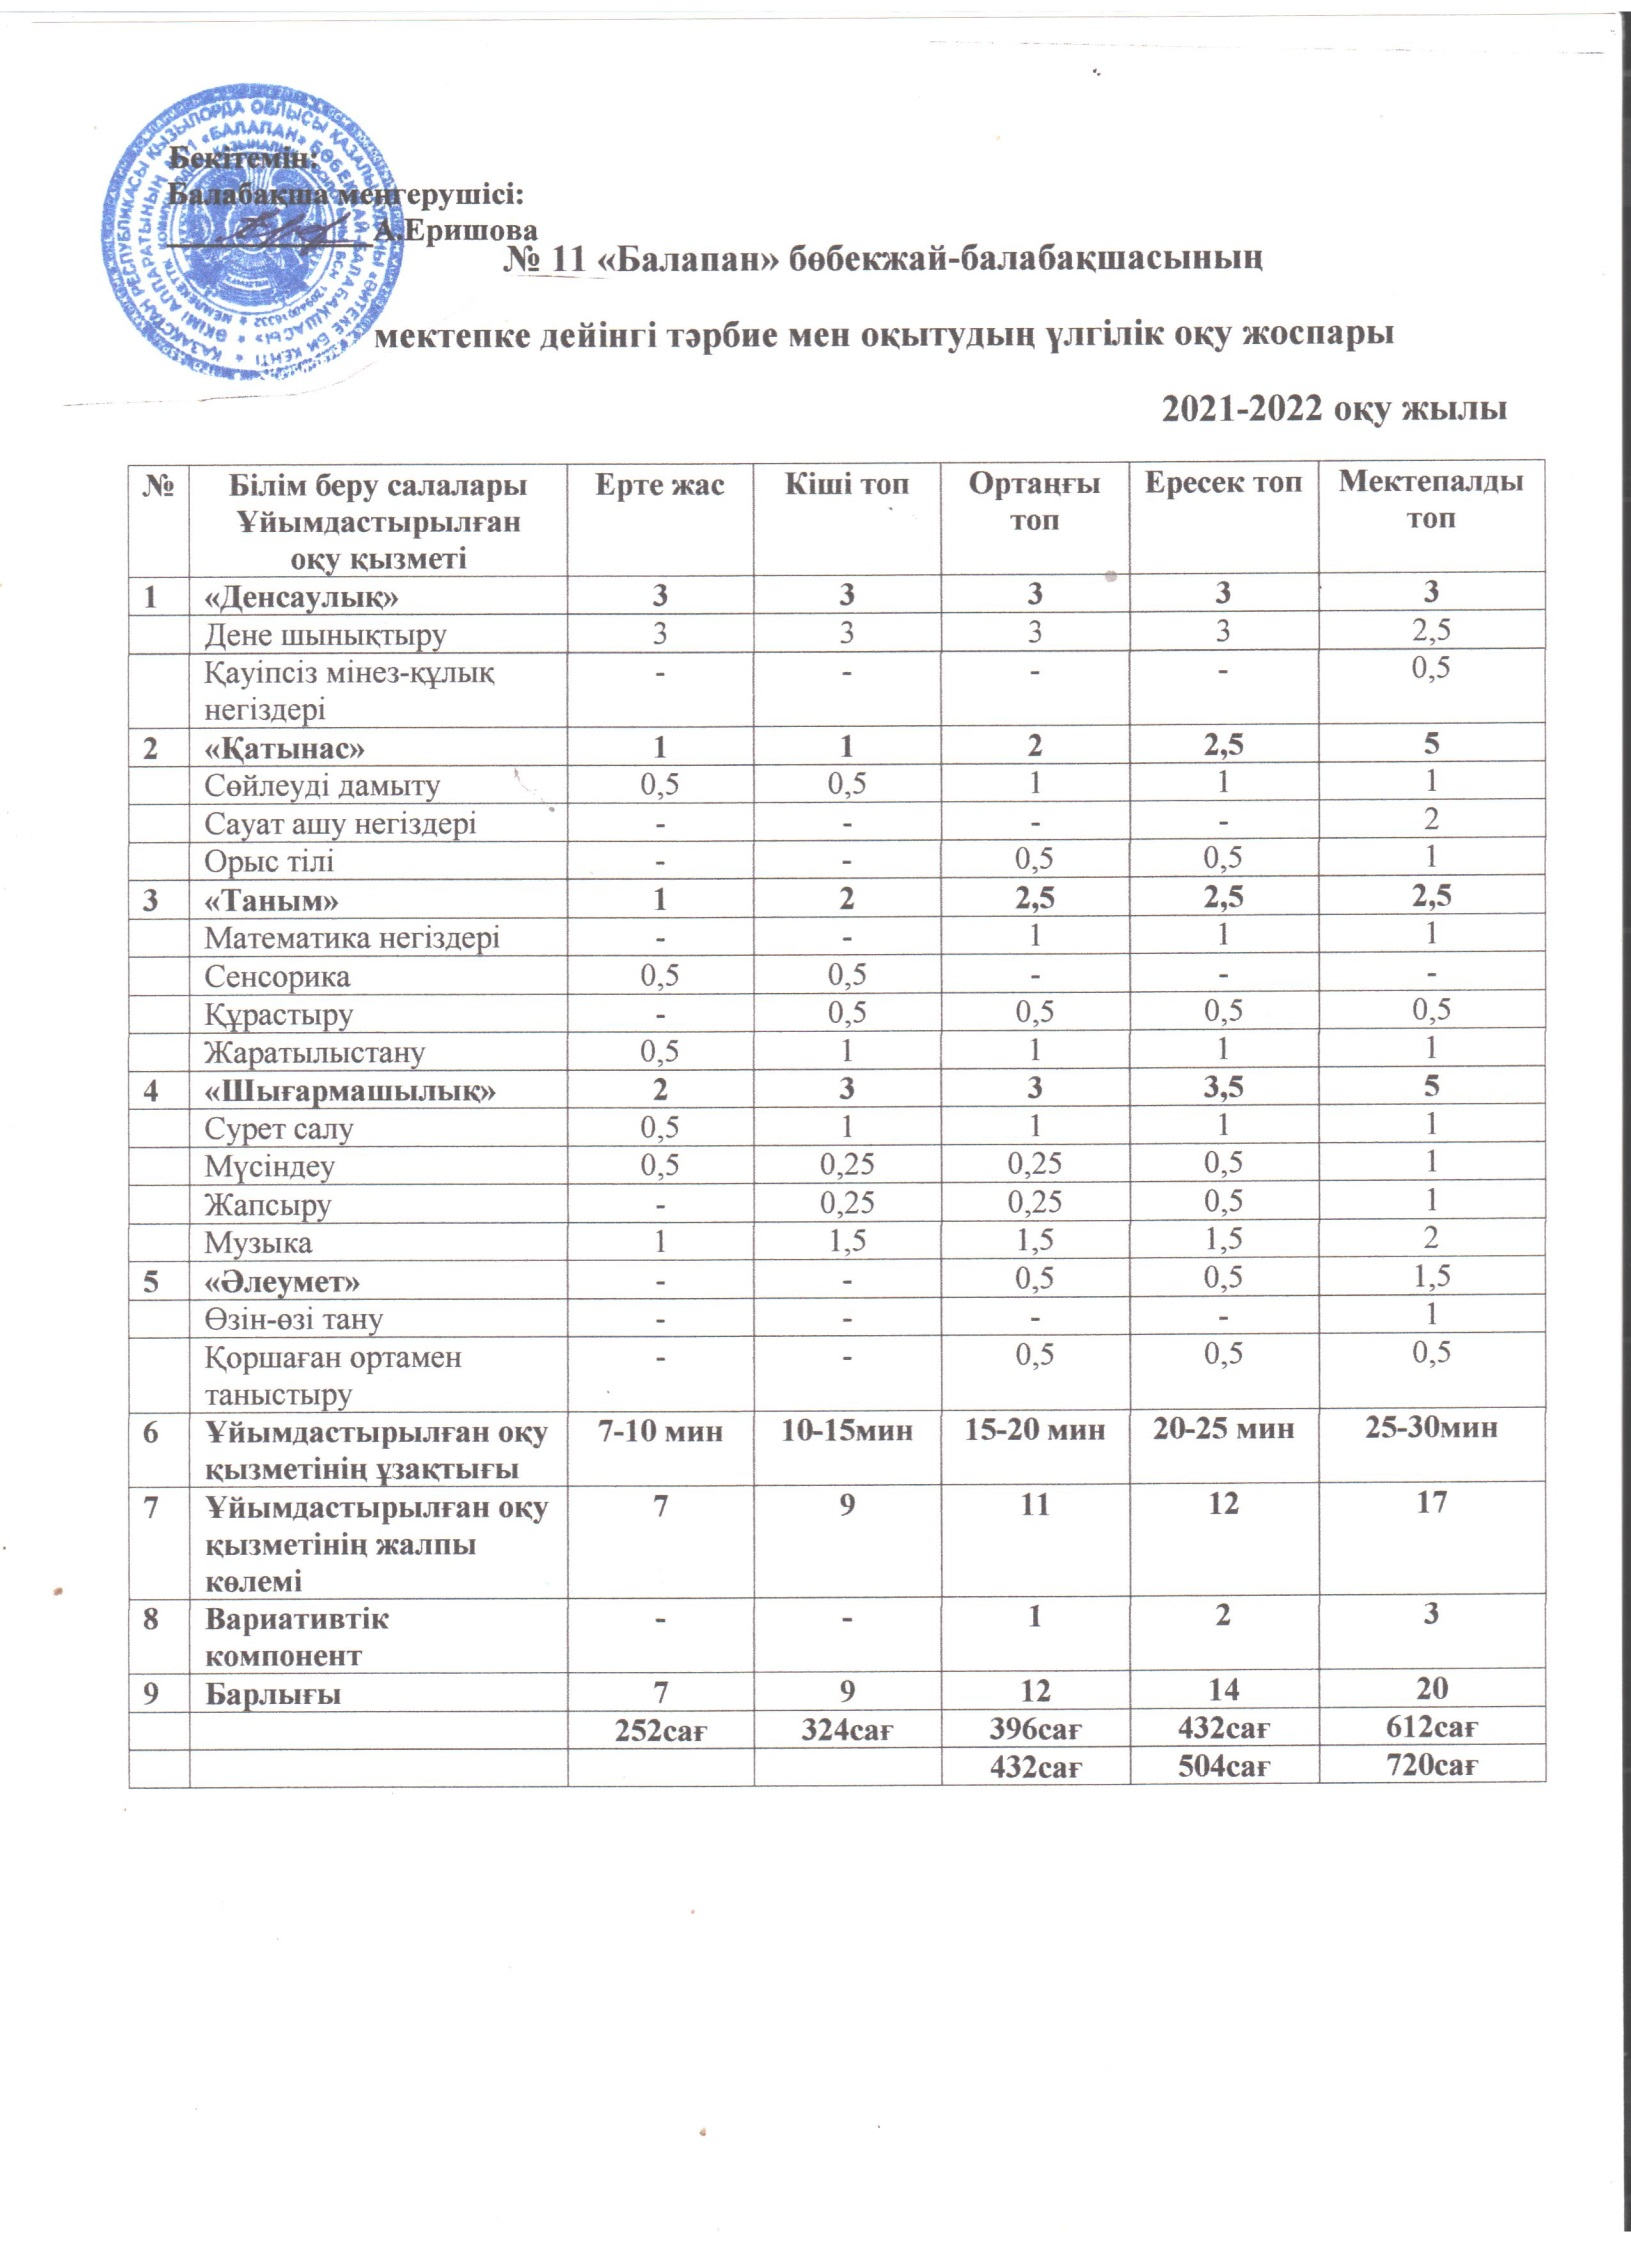 Бекітемін:
Балабақша меңгерушісі:
А.Еришова
№ 11 «Балапан» бөбекжай-балабақшасының
мектепке дейінгі тәрбие мен оқытудың үлгілік оқу жоспары
2021-2022 оқу жылы
№ Білім беру салалары Ерте жас Кіші топ Ортаңғы Ересек топ Мектепалды
Ұйымдастырылған топ топ
оқу қызметі
1 «Денсаулық» 3 3 3 3 3
Дене шынықтыру 3 3 3 3 2,5
Қауіпсіз мінез-құлық - - - - 0,5
негіздері
2 «Қатынас» 1 1 2 2,5 5
Сөйлеуді дамыту 0,5 0,5 1 1 1
Сауат ашу негіздері - - - - 2
Орыс тілі - - 0,5 0,5 1
3 «Таным» 1 2 2,5 2,5 2,5
Математика негіздері - - 1 1 1
Сенсорика 0,5 0,5 - - -
Құрастыру - 0,5 0,5 0,5 0,5
Жаратылыстану 0,5 1 1 1 1
4 «Шығармашылық» 2 3 3 3,5 5
Сурет салу 0,5 1 1 1 1
Мүсіндеу 0,5 0,25 0,25 0,5 1
Жапсыру - 0,25 0,25 0,5 1
Музыка 1 1,5 1,5 1,5 2
5 «Әлеумет» - - 0,5 0,5 1,5
Өзін-өзі тану - - - - 1
Қоршаған ортамен - - 0,5 0,5 0,5
таныстыру
6 Ұйымдастырылған оқу 7-10 мин 10-15мин 15-20 мин 20-25 мин 25-30мин
қызметінің ұзақтығы
7 Ұйымдастырылған оқу 7 9 11 12 17
қызметінің жалпы
көлемі
8 Вариативтік - - 1 2 3
компонент
9 Барлығы 7 9 12 14 20
252сағ 324сағ 396сағ 432сағ 612сағ
432сағ 504сағ 720сағ